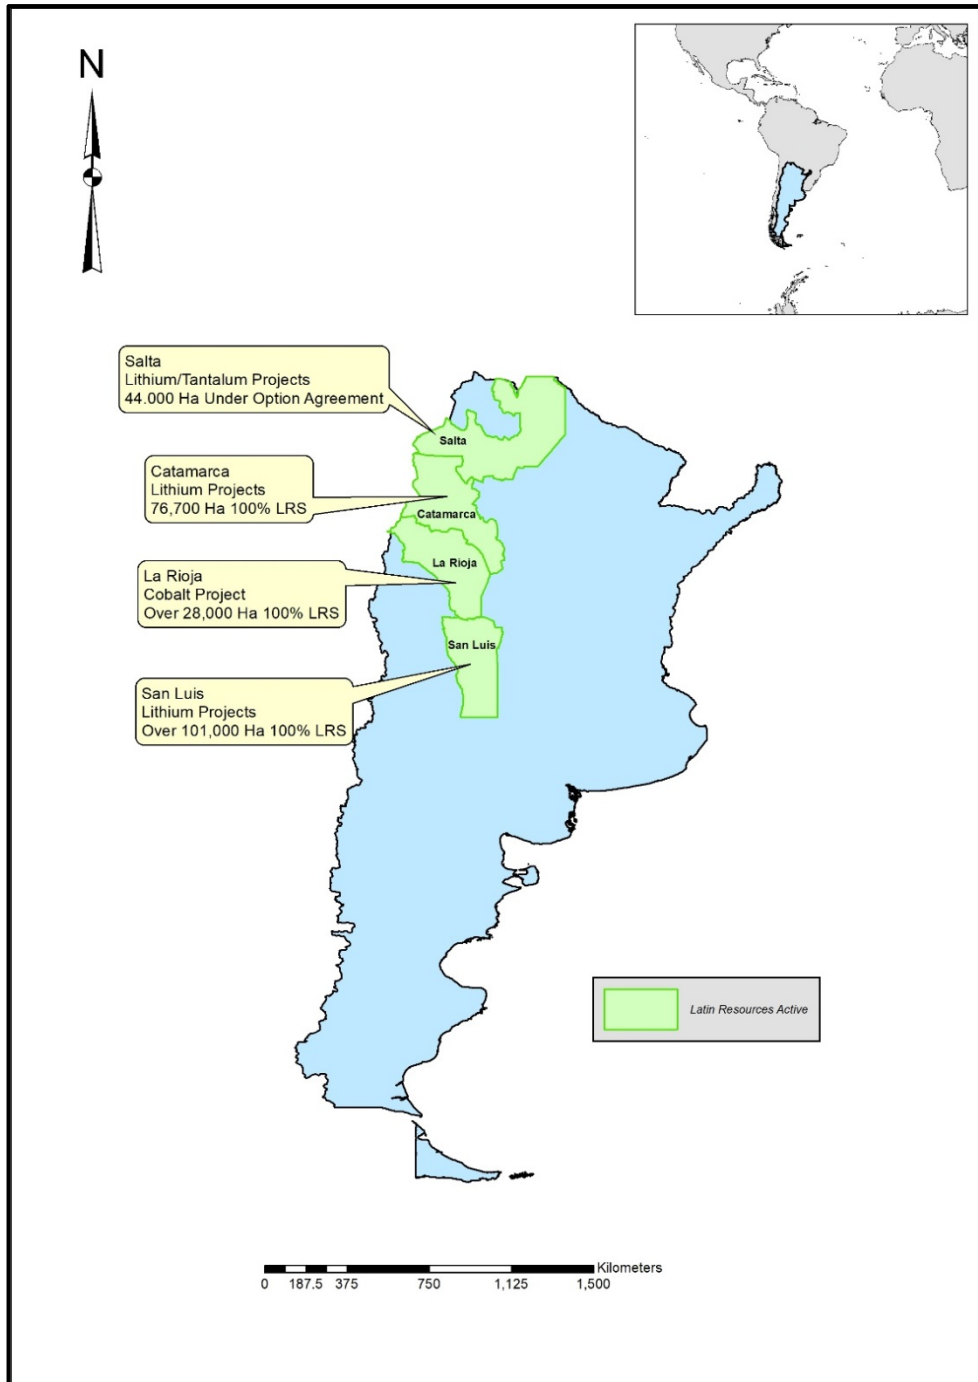 N
Salta
Lithium/Tantalum Projects
44.000 Ha Under Option Agreement
Salta
Catamarca
Lithium Projects
76,700 Ha 100% LRS
Catamarca
La Rioja
Cobalt Project
Over 28,000 Ha 100% LRS
La Rioja
San Luis
San Luis
Lithium Projects
Over 101,000 Ha 100% LRS
Latin Resources Active
Kilometers
0 187.5 375 750 1,125 1,500